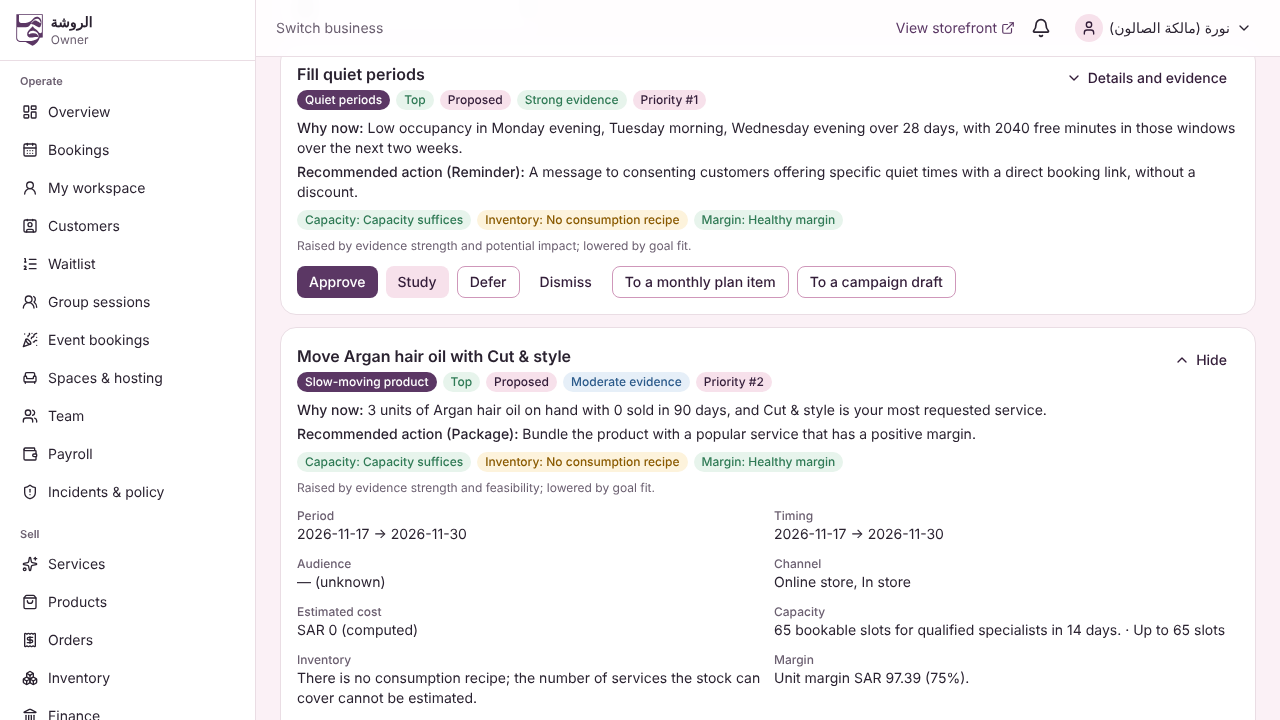 الروشة
Owner
Switch business
View storefront
نورة (مالكة الصالون)
Operate
Overview
Bookings
My workspace
Customers
Waitlist
Group sessions
Event bookings
Spaces & hosting
Team
Payroll
Incidents & policy
Sell
Services
Products
Orders
Inventory
Finance
Fill quiet periods
Details and evidence
Quiet periods Top Proposed Strong evidence Priority #1
Why now: Low occupancy in Monday evening, Tuesday morning, Wednesday evening over 28 days, with 2040 free minutes in those windows
over the next two weeks.
Recommended action (Reminder): A message to consenting customers offering specific quiet times with a direct booking link, without a
discount.
Capacity: Capacity suffices Inventory: No consumption recipe Margin: Healthy margin
Raised by evidence strength and potential impact; lowered by goal fit.
Approve Study Defer Dismiss To a monthly plan item To a campaign draft
Move Argan hair oil with Cut & style
Hide
Slow-moving product Top Proposed Moderate evidence Priority #2
Why now: 3 units of Argan hair oil on hand with 0 sold in 90 days, and Cut & style is your most requested service.
Recommended action (Package): Bundle the product with a popular service that has a positive margin.
Capacity: Capacity suffices Inventory: No consumption recipe Margin: Healthy margin
Raised by evidence strength and feasibility; lowered by goal fit.
Period
2026-11-17 → 2026-11-30
Timing
2026-11-17 → 2026-11-30
Audience
— (unknown)
Channel
Online store, In store
Estimated cost
SAR 0 (computed)
Capacity
65 bookable slots for qualified specialists in 14 days. · Up to 65 slots
Inventory
There is no consumption recipe; the number of services the stock can
cover cannot be estimated.
Margin
Unit margin SAR 97.39 (75%).